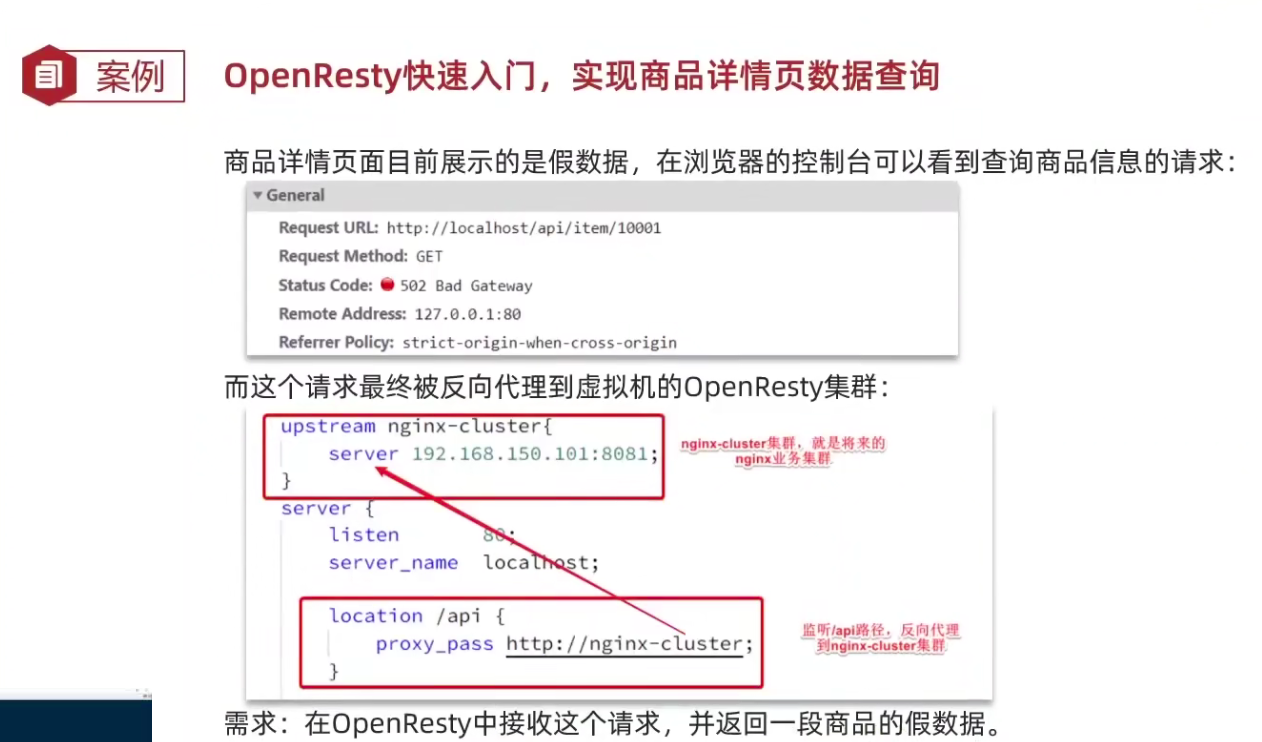 案例
OpenResty快速入门，实现商品详情页数据查询
商品详情页面目前展示的是假数据，在浏览器的控制台可以看到查询商品信息的请求：
General
Request URL: http://localhost/api/item/10001
Request Method: GET
Status Code: 502 Bad Gateway
Remote Address: 127.0.0.1:80
Referrer Policy: strict-origin-when-cross-origin
而这个请求最终被反向代理到虚拟机的OpenResty集群：
upstream nginx-cluster{
server 192.168.150.101:8081;
}
nginx-cluster集群，就是将来的
nginx业务集群
server {
listen 80;
server_name localhost;
location /api {
proxy_pass http://nginx-cluster;
}
监听/api路径，反向代理
到nginx-cluster集群
需求：在OpenResty中接收这个请求，并返回一段商品的假数据。